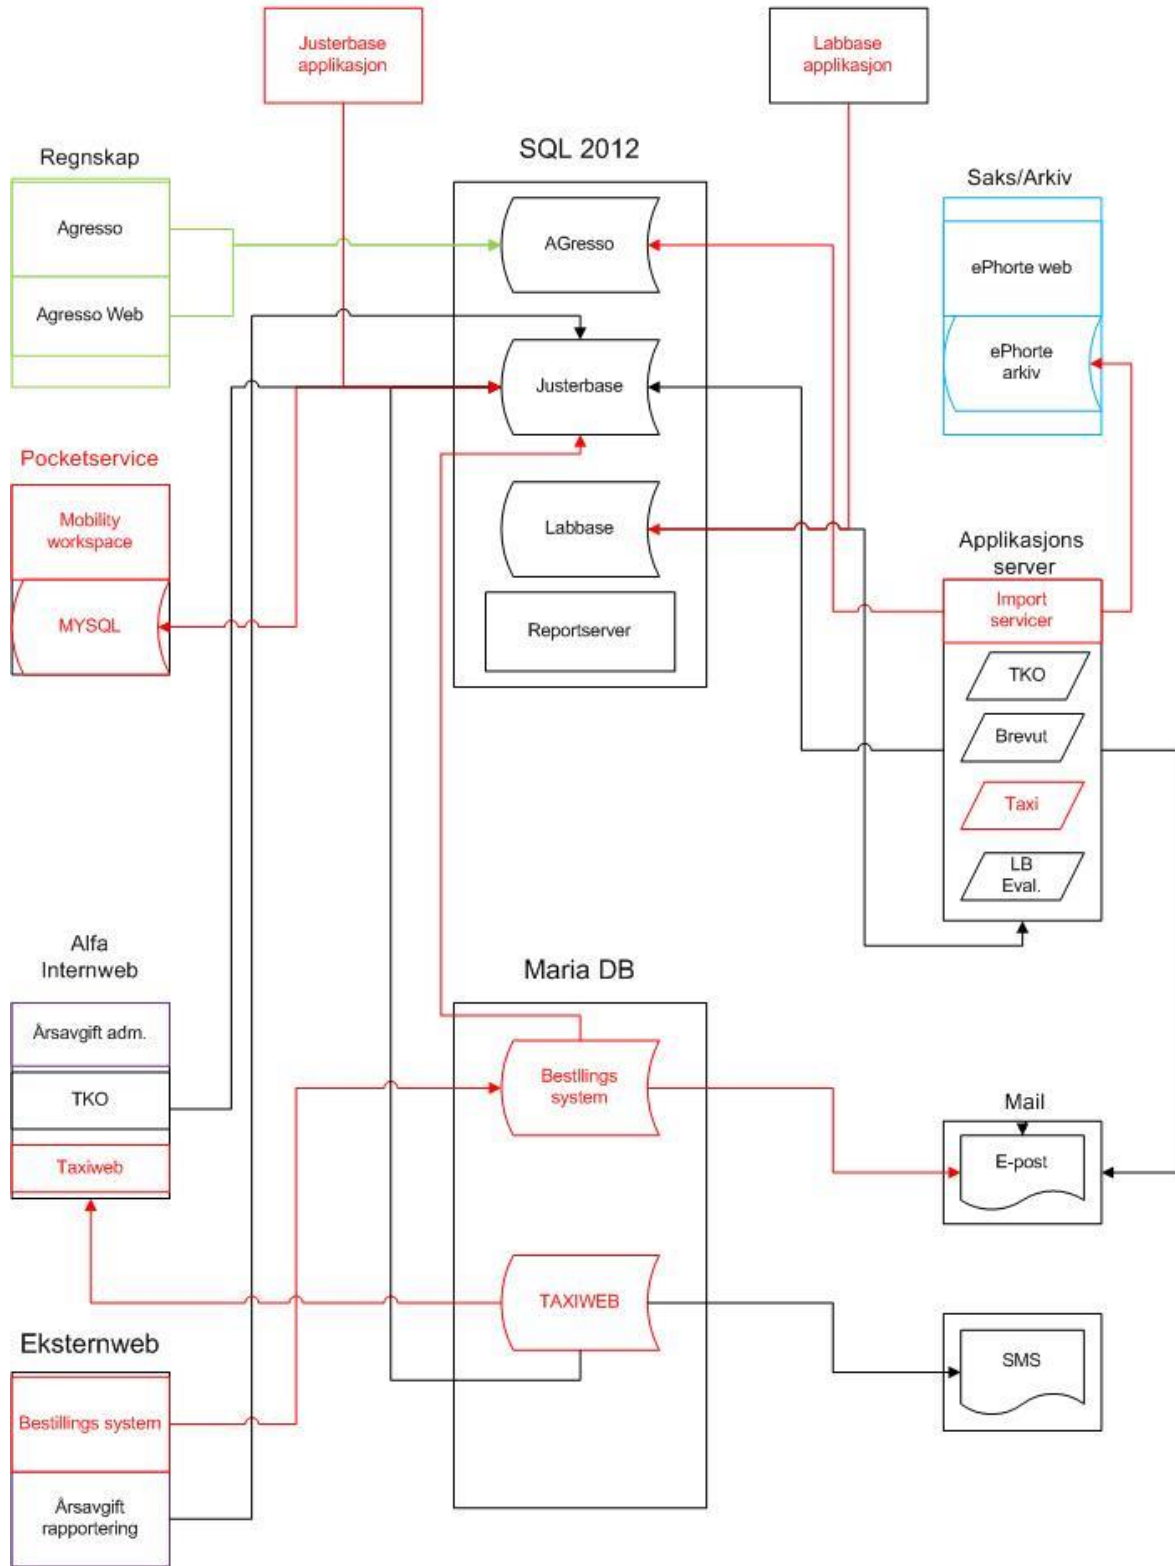 Justerbase
applikasjon
Labbase
applikasjon
Regnskap
SQL 2012
Saks/Arkiv
Agresso
AGresso
ePhorte web
Agresso Web
ePhorte
arkiv
Justerbase
Pocketservice
Mobility
workspace
Labbase
Applikasjons
server
MYSQL
Reportserver
Import
servicer
TKO
Brevut
Taxi
LB
Eval.
Alfa
Internweb
Maria DB
Årsavgift adm.
TKO
Taxiweb
Bestllings
system
Mail
E-post
TAXIWEB
SMS
Eksternweb
Bestillings system
Årsavgift
rapportering